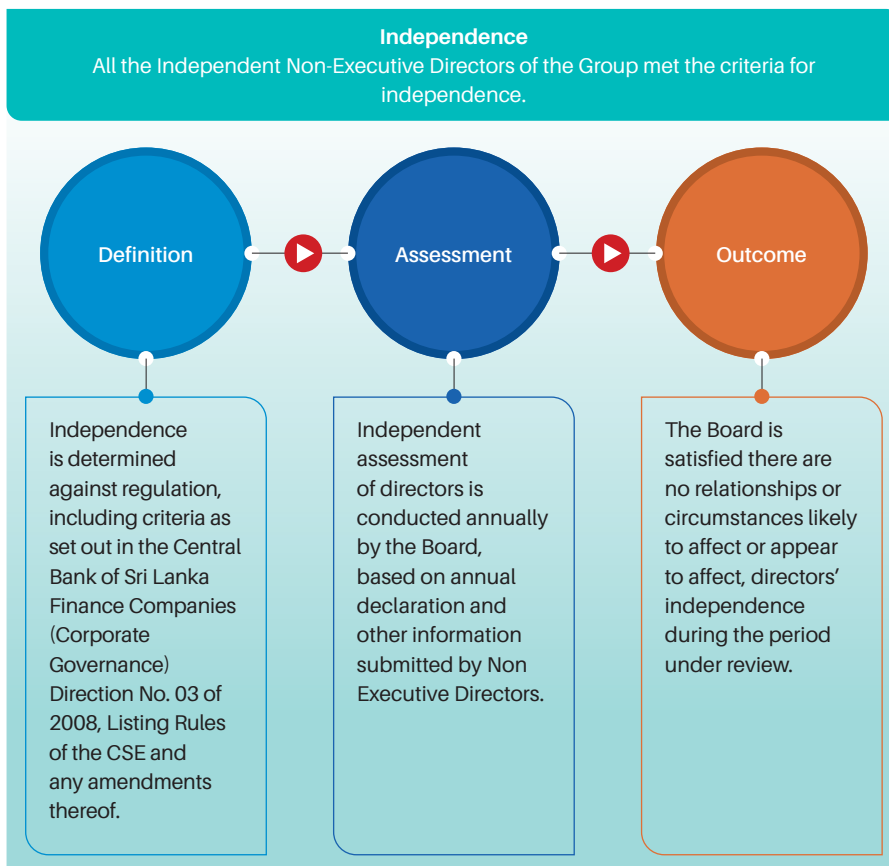 Independence
All the Independent Non-Executive Directors of the Group met the criteria for
independence.
Definition
Assessment
Outcome
Independence
is determined
against regulation,
including criteria as
set out in the Central
Bank of Sri Lanka
Finance Companies
(Corporate
Governance)
Direction No. 03 of
2008, Listing Rules
of the CSE and
any amendments
thereof.
Independent
assessment
of directors is
conducted annually
by the Board,
based on annual
declaration and
other information
submitted by Non
Executive Directors.
The Board is
satisfied there are
no relationships or
circumstances likely
to affect or appear
to affect, directors’
independence
during the period
under review.